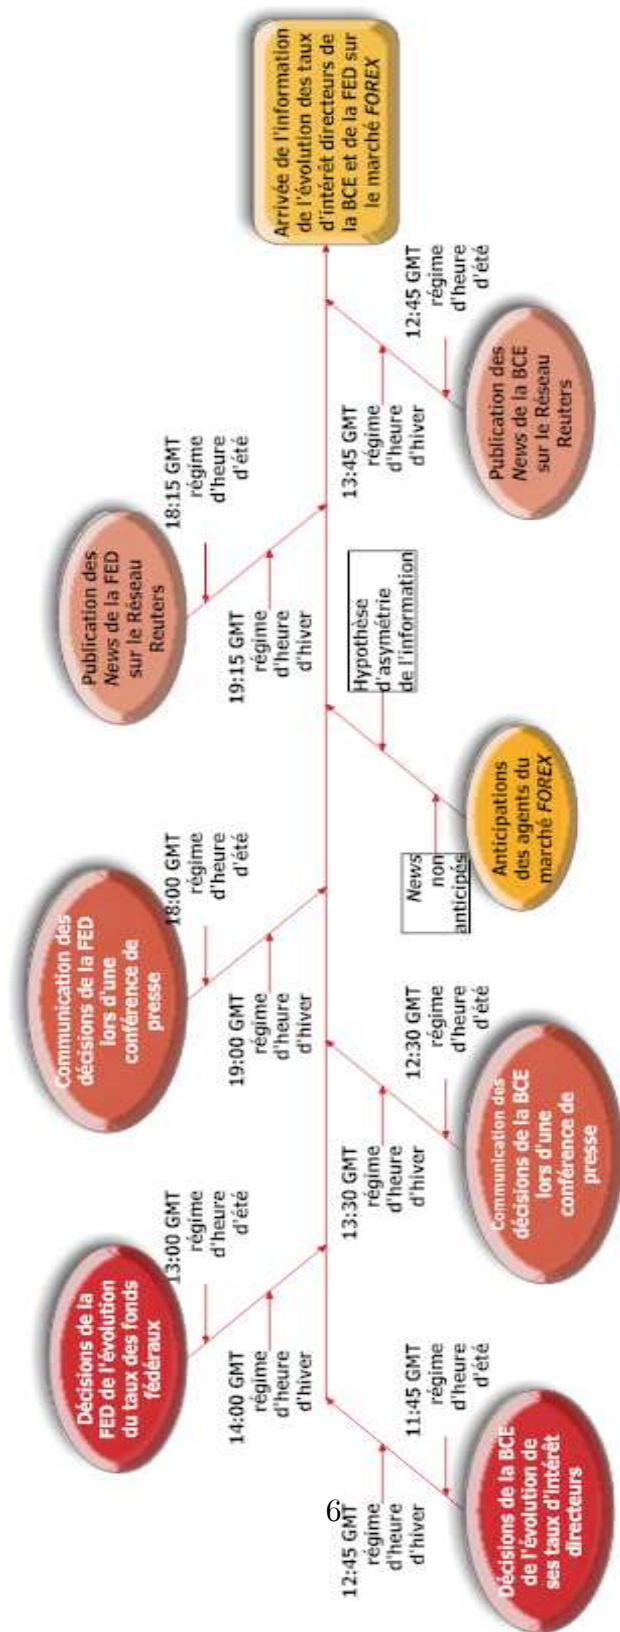 Décisions de la
FED de l'évolution
du taux des fonds
fédéraux
14:00 GMT
régime
d'heure
d'hiver
13:00 GMT
régime
d'heure
d'été
Communication des
décisions de la FED
lors d'une
conférence de
presse
19:00 GMT
régime
d'heure
d'hiver
18:00 GMT
régime
d'heure
d'été
Publication des
News de la FED
sur le Réseau
Reuters
19:15 GMT
régime
d'heure
d'hiver
18:15 GMT
régime
d'heure
d'été
Arrivée de l'information
de l'évolution des taux
d'intérêt directeurs de
la BCE et de la FED sur
le marché FOREX
12:45 GMT
régime
d'heure
d'hiver
11:45 GMT
régime
d'heure
d'été
Décisions de la BCE
de l'évolution de
ses taux d'intérêt
directeurs
13:30 GMT
régime
d'heure
d'hiver
12:30 GMT
régime
d'heure
d'été
Communication des
décisions de la BCE
lors d'une
conférence de
presse
Hypothèse
d'asymétrie
de l'information
News
non
anticipés
Anticipations
des agents du
marché FOREX
13:45 GMT
régime
d'heure
d'hiver
12:45 GMT
régime
d'heure
d'été
Publication des
News de la BCE
sur le Réseau
Reuters
6